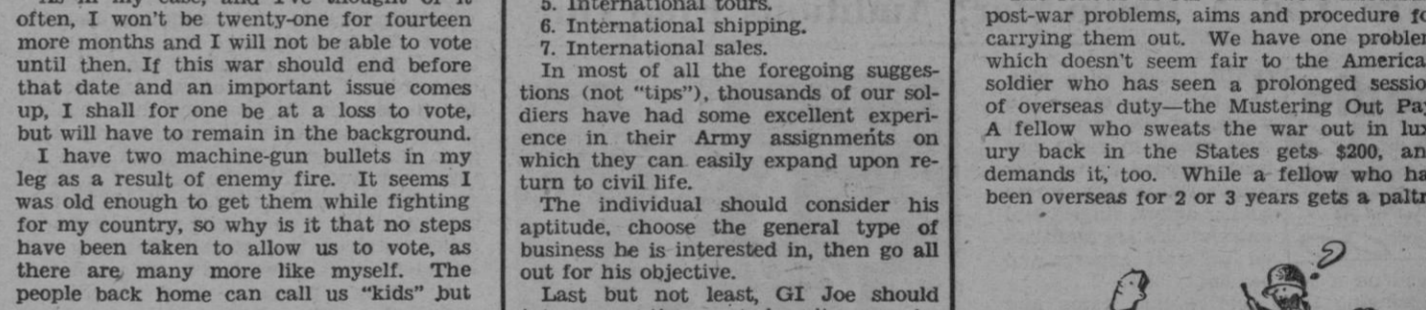 often, I won't be twenty-one for fourteen
more months and I will not be able to vote
until then. If this war should end before
that date and an important issue comes
up, I shall for one be at a loss to vote,
but will have to remain in the background.
I have two machine-gun bullets in my
leg as a result of enemy fire. It seems I
was old enough to get them while fighting
for my country, so why is it that no steps
have been taken to allow us to vote, as
there are many more like myself. The
people back home can call us "kids" but
5. International tours.
6. International shipping.
7. International sales.
In most of all the foregoing sugges-
tions (not "tips"), thousands of our sol-
diers have had some excellent experi-
ence in their Army assignments on
which they can easily expand upon re-
turn to civil life.
The individual should consider his
aptitude, choose the general type of
business he is interested in, then go all
out for his objective.
Last but not least, GI Joe should
post-war problems, aims and procedure
carrying them out. We have one
which doesn't seem fair to the
soldier who has seen a prolonged
of overseas duty—the Mustering Out
A fellow who sweats the war out in
ury back in the States gets $200,
demands it, too. While a fellow who
been overseas for 2 or 3 years gets a